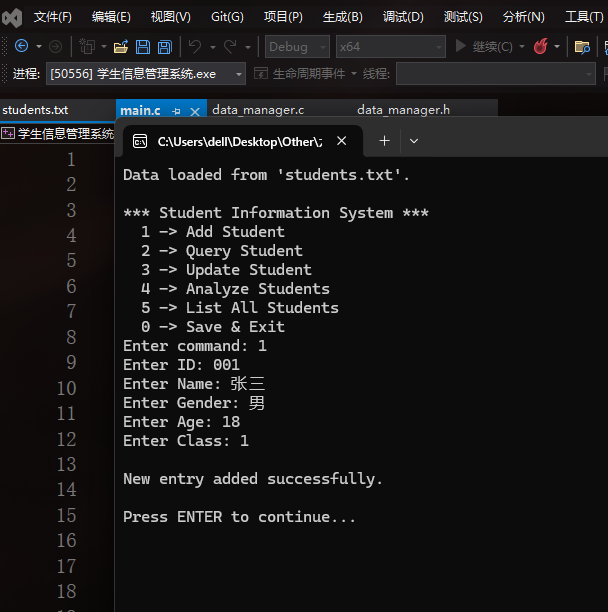 文件(F) 编辑(E) 视图(V) Git(G) 项目(P) 生成(B) 调试(D) 测试(S) 分析(N) 工具(T)
Debug x64 继续(C)
进程: [50556] 学生信息管理系统.exe 生命周期事件 线程:
students.txt main.c data_manager.c data_manager.h
学生信息管理系统
C:\Users\dell\Desktop\Other\
1
2
3
4
5
6
7
8
9
10
11
12
13
14
15
16
17
18
Data loaded from 'students.txt'.
*** Student Information System ***
1 -> Add Student
2 -> Query Student
3 -> Update Student
4 -> Analyze Students
5 -> List All Students
0 -> Save & Exit
Enter command: 1
Enter ID: 001
Enter Name: 张三
Enter Gender: 男
Enter Age: 18
Enter Class: 1
New entry added successfully.
Press ENTER to continue...